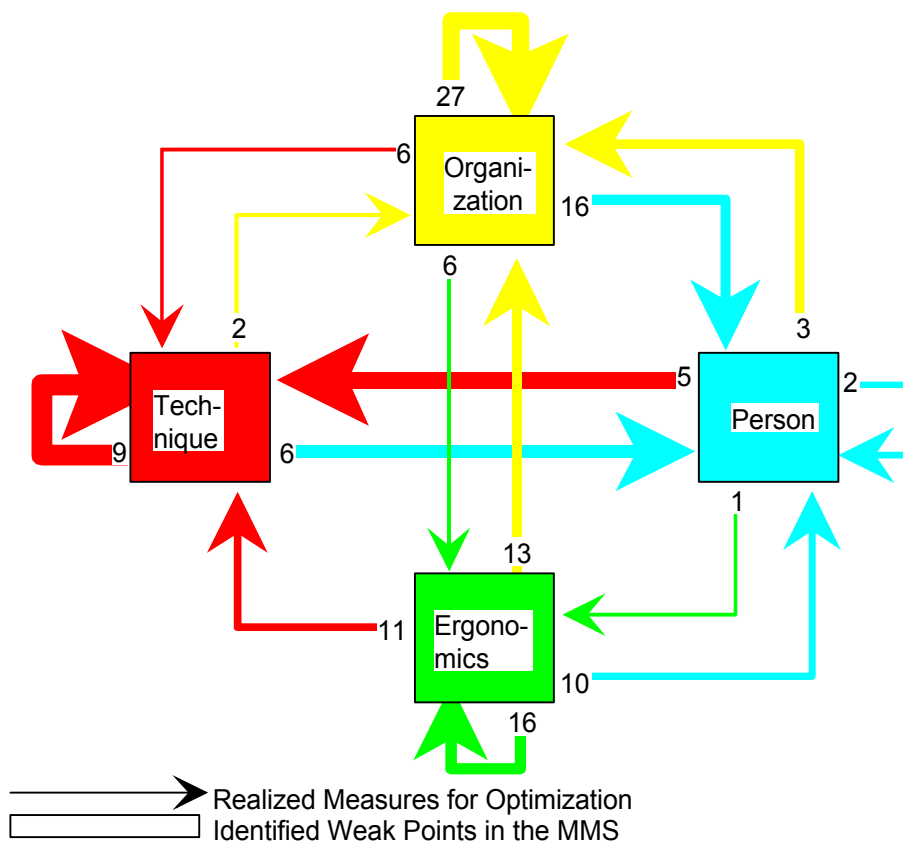 27
6
Organi-
zation
16
3
6
2
5
2
Tech-
nique
Person
9
6
1
13
11
Ergono-
mics
10
16
Realized Measures for Optimization
Identified Weak Points in the MMS